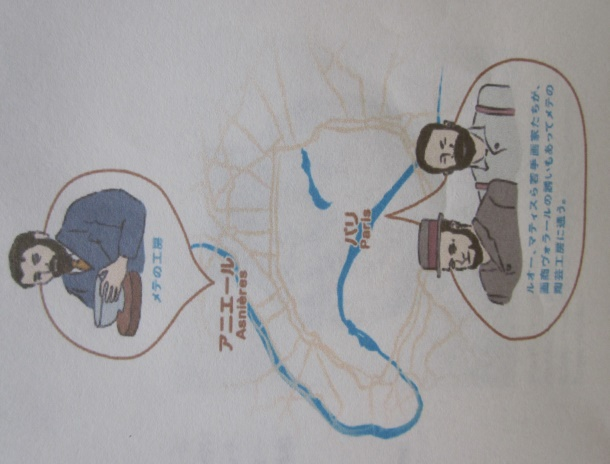 メテの工房
アニエール
Asnières
パリ
Paris
ルオー、マティスら若手画家たちが、
画商ヴォラールの誘いもあってメテの
陶芸工房に通う。